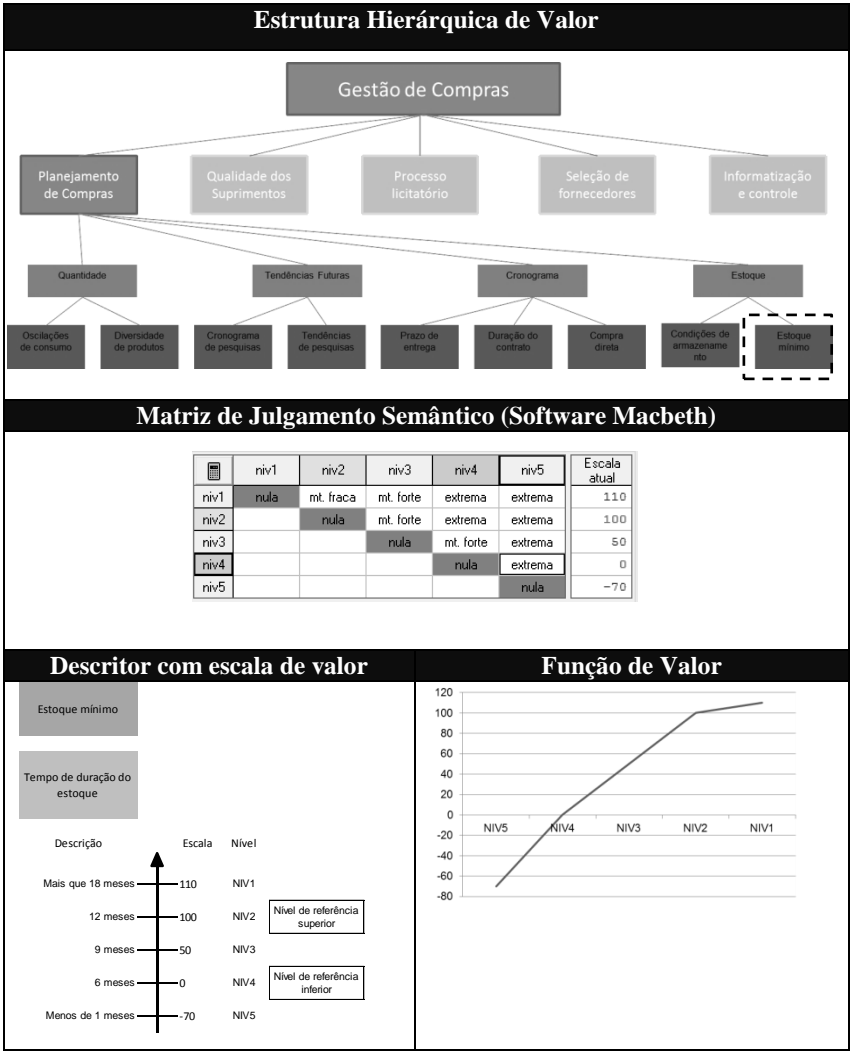 Estrutura Hierárquica de Valor
Gestão de Compras
Planejamento
de Compras
Qualidade dos
Suprimentos
Processo
licitatório
Seleção de
fornecedores
Informatização
e controle
Quantidade
Tendências Futuras
Cronograma
Estoque
Oscilações
de consumo
Diversidade
de produtos
Cronograma
de pesquisas
Tendências
de pesquisas
Prazo de
entrega
Duração do
contrato
Compra
direta
Condições de
armazename
nto
Estoque
mínimo
Matriz de Julgamento Semântico (Software Macbeth)
niv1 niv2 niv3 niv4 niv5 Escala
atual
niv1 nula mt. fraca mt. forte extrema extrema 110
niv2 nula mt. forte extrema extrema 100
niv3 nula mt. forte extrema 50
niv4 nula extrema 0
niv5 nula -70
Descritor com escala de valor
Estoque mínimo
Tempo de duração do
estoque
Descrição Escala Nível
Mais que 18 meses 110 NIV1
12 meses 100 NIV2
Nível de referência
superior
9 meses 50 NIV3
6 meses 0 NIV4
Nível de referência
inferior
Menos de 1 meses -70 NIV5
Função de Valor
120
100
80
60
40
20
0
-20
-40
-60
-80
NIV5 NIV4 NIV3 NIV2 NIV1